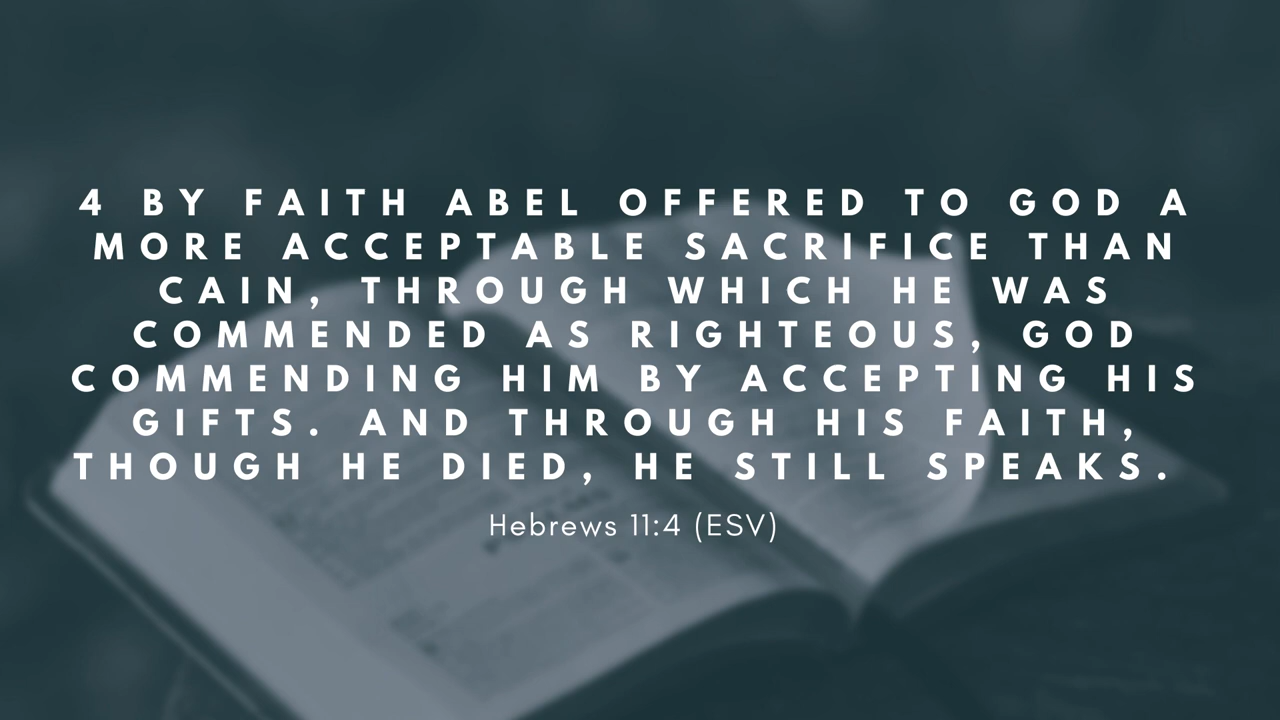 4 BY FAITH ABEL OFFERED TO GOD A
MORE ACCEPTABLE SACRIFICE THAN
CAIN, THROUGH WHICH HE WAS
COMMENDED AS RIGHTEOUS, GOD
COMMENDING HIM BY ACCEPTING HIS
GIFTS. AND THROUGH HIS FAITH,
THOUGH HE DIED, HE STILL SPEAKS.
Hebrews 11:4 (ESV)